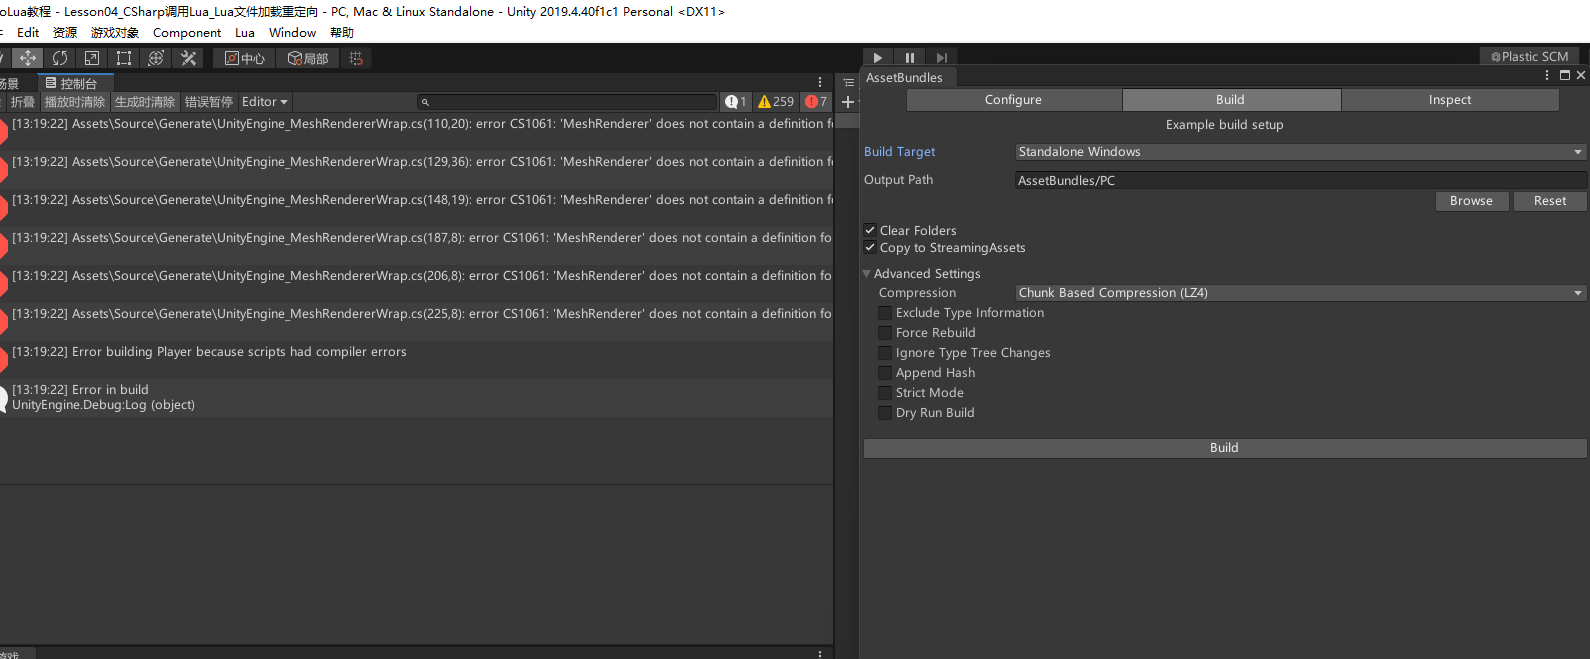 oLua教程 - Lesson04_CSharp调用Lua_Lua文件加载重定向 - PC, Mac & Linux Standalone - Unity 2019.4.40f1c1 Personal <DX11>
Edit 资源 游戏对象 Component Lua Window 帮助
中心 局部
Plastic SCM
场景 控制台
折叠 播放时清除 生成时清除 错误暂停 Editor 1 259 7
[13:19:22] Assets\Source\Generate\UnityEngine_MeshRendererWrap.cs(110,20): error CS1061: 'MeshRenderer' does not contain a definition fo
[13:19:22] Assets\Source\Generate\UnityEngine_MeshRendererWrap.cs(129,36): error CS1061: 'MeshRenderer' does not contain a definition fo
[13:19:22] Assets\Source\Generate\UnityEngine_MeshRendererWrap.cs(148,19): error CS1061: 'MeshRenderer' does not contain a definition fo
[13:19:22] Assets\Source\Generate\UnityEngine_MeshRendererWrap.cs(187,8): error CS1061: 'MeshRenderer' does not contain a definition fo
[13:19:22] Assets\Source\Generate\UnityEngine_MeshRendererWrap.cs(206,8): error CS1061: 'MeshRenderer' does not contain a definition fo
[13:19:22] Assets\Source\Generate\UnityEngine_MeshRendererWrap.cs(225,8): error CS1061: 'MeshRenderer' does not contain a definition fo
[13:19:22] Error building Player because scripts had compiler errors
[13:19:22] Error in build
UnityEngine.Debug:Log (object)
游戏
AssetBundles
Configure Build Inspect
Example build setup
Build Target Standalone Windows
Output Path AssetBundles/PC
Browse Reset
Clear Folders
Copy to StreamingAssets
Advanced Settings
Compression Chunk Based Compression (LZ4)
Exclude Type Information
Force Rebuild
Ignore Type Tree Changes
Append Hash
Strict Mode
Dry Run Build
Build